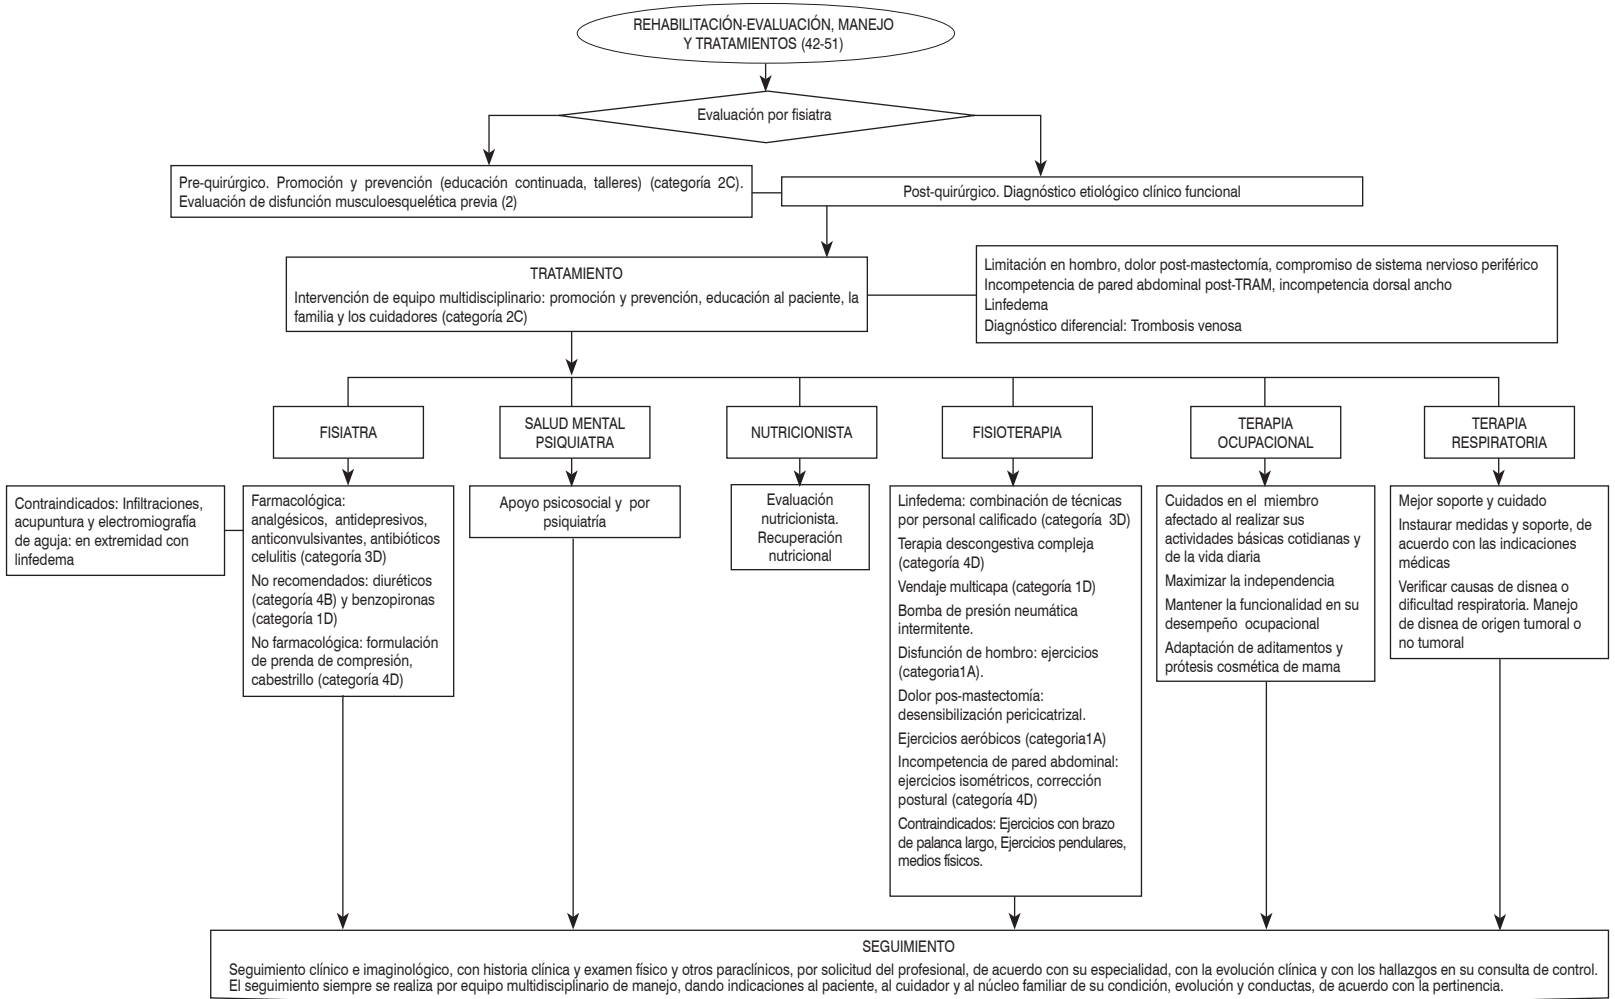 REHABILITACIÓN-EVALUACIÓN, MANEJO
Y TRATAMIENTOS (42-51)
Evaluación por fisiatra
Pre-quirúrgico. Promoción y prevención (educación continuada, talleres) (categoría 2C).
Evaluación de disfunción musculoesquelética previa (2)
Post-quirúrgico. Diagnóstico etiológico clínico funcional
TRATAMIENTO
Intervención de equipo multidisciplinario: promoción y prevención, educación al paciente, la
familia y los cuidadores (categoría 2C)
Limitación en hombro, dolor post-mastectomía, compromiso de sistema nervioso periférico
Incompetencia de pared abdominal post-TRAM, incompetencia dorsal ancho
Linfedema
Diagnóstico diferencial: Trombosis venosa
FISIATRA
SALUD MENTAL
PSIQUIATRA
NUTRICIONISTA
FISIOTERAPIA
TERAPIA
OCUPACIONAL
TERAPIA
RESPIRATORIA
Contraindicados: Infiltraciones,
acupuntura y electromiografía
de aguja: en extremidad con
linfedema
Farmacológica:
analgésicos, antidepresivos,
anticonvulsivantes, antibióticos
celulitis (categoría 3D)
No recomendados: diuréticos
(categoría 4B) y benzopironas
(categoría 1D)
No farmacológica: formulación
de prenda de compresión,
cabestrillo (categoría 4D)
Apoyo psicosocial y por
psiquiatría
Evaluación
nutricionista.
Recuperación
nutricional
Linfedema: combinación de técnicas
por personal calificado (categoría 3D)
Terapia descongestiva compleja
(categoría 4D)
Vendaje multicapa (categoría 1D)
Bomba de presión neumática
intermitente.
Disfunción de hombro: ejercicios
(categoria1A).
Dolor pos-mastectomía:
desensibilización pericicatrizal.
Ejercicios aeróbicos (categoria1A)
Incompetencia de pared abdominal:
ejercicios isométricos, corrección
postural (categoría 4D)
Contraindicados: Ejercicios con brazo
de palanca largo, Ejercicios pendulares,
medios físicos.
Cuidados en el miembro
afectado al realizar sus
actividades básicas cotidianas y
de la vida diaria
Maximizar la independencia
Mantener la funcionalidad en su
desempeño ocupacional
Adaptación de aditamentos y
prótesis cosmética de mama
Mejor soporte y cuidado
Instaurar medidas y soporte, de
acuerdo con las indicaciones
médicas
Verificar causas de disnea o
dificultad respiratoria. Manejo
de disnea de origen tumoral o
no tumoral
SEGUIMIENTO
Seguimiento clínico e imaginológico, con historia clínica y examen físico y otros paraclínicos, por solicitud del profesional, de acuerdo con su especialidad, con la evolución clínica y con los hallazgos en su consulta de control.
El seguimiento siempre se realiza por equipo multidisciplinario de manejo, dando indicaciones al paciente, al cuidador y al núcleo familiar de su condición, evolución y conductas, de acuerdo con la pertinencia.